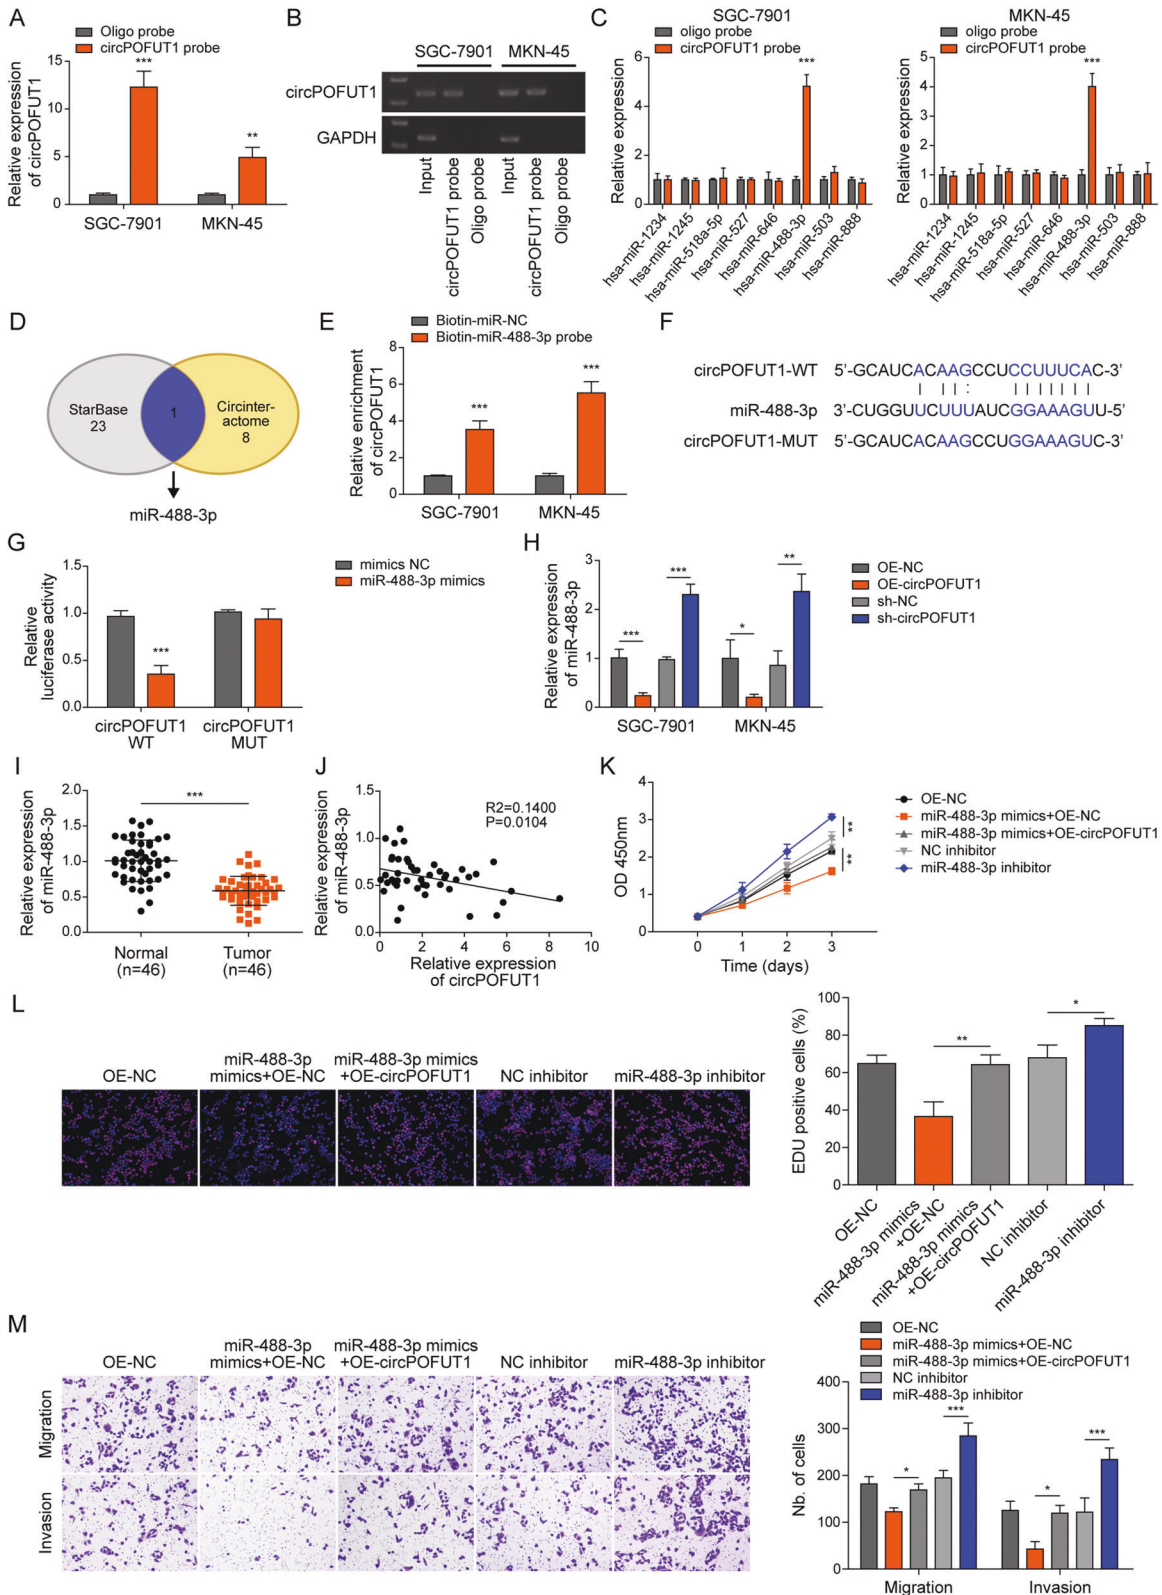 A
Oligo probe
circPOFUT1 probe
Relative expression
of circPOFUT1
15
10
5
0
***
**
SGC-7901
MKN-45
B
SGC-7901
MKN-45
circPOFUT1
GAPDH
Input
circPOFUT1 probe
Oligo probe
Input
circPOFUT1 probe
Oligo probe
C
SGC-7901
oligo probe
circPOFUT1 probe
Relative expression
6
4
2
0
***
hsa-miR-1234
hsa-miR-1245
hsa-miR-518a-5p
hsa-miR-527
hsa-miR-646
hsa-miR-488-3p
hsa-miR-503
hsa-miR-888
MKN-45
oligo probe
circPOFUT1 probe
Relative expression
6
4
2
0
***
hsa-miR-1234
hsa-miR-1245
hsa-miR-518a-5p
hsa-miR-527
hsa-miR-646
hsa-miR-488-3p
hsa-miR-503
hsa-miR-888
D
StarBase
23
1
Circinter-
actome
8
miR-488-3p
E
Biotin-miR-NC
Biotin-miR-488-3p probe
Relative enrichment
of circPOFUT1
8
6
4
2
0
***
***
SGC-7901
MKN-45
F
circPOFUT1-WT 5'-GCAUCACAAGCCUCCUUUCAC-3'
miR-488-3p 3'-CUGGUUCUUUAUCGGAAAGUU-5'
circPOFUT1-MUT 5'-GCAUCACAAGCCUGGAAAGUC-3'
G
mimics NC
miR-488-3p mimics
Relative
luciferase activity
1.5
1.0
0.5
0.0
***
circPOFUT1
WT
circPOFUT1
MUT
H
OE-NC
OE-circPOFUT1
sh-NC
sh-circPOFUT1
Relative expression
of miR-488-3p
3
2
1
0
***
***
*
**
SGC-7901
MKN-45
I
Relative expression
of miR-488-3p
2.0
1.5
1.0
0.5
0.0
***
Normal
(n=46)
Tumor
(n=46)
J
Relative expression
of miR-488-3p
1.5
1.0
0.5
0.0
R2=0.1400
P=0.0104
0
2
4
6
8
10
Relative expression
of circPOFUT1
K
OD 450nm
4
3
2
1
0
**
**
0
1
2
3
Time (days)
OE-NC
miR-488-3p mimics+OE-NC
miR-488-3p mimics+OE-circPOFUT1
NC inhibitor
miR-488-3p inhibitor
L
OE-NC
miR-488-3p
mimics+OE-NC
miR-488-3p mimics
+OE-circPOFUT1
NC inhibitor
miR-488-3p inhibitor
EDU positive cells (%)
100
80
60
40
20
0
**
*
OE-NC
miR-488-3p mimics
+OE-NC
miR-488-3p mimics
+OE-circPOFUT1
NC inhibitor
miR-488-3p inhibitor
M
OE-NC
miR-488-3p
mimics+OE-NC
miR-488-3p mimics
+OE-circPOFUT1
NC inhibitor
miR-488-3p inhibitor
Migration
Invasion
OE-NC
miR-488-3p mimics+OE-NC
miR-488-3p mimics+OE-circPOFUT1
NC inhibitor
miR-488-3p inhibitor
Nb. of cells
400
300
200
100
0
*
***
*
***
Migration
Invasion